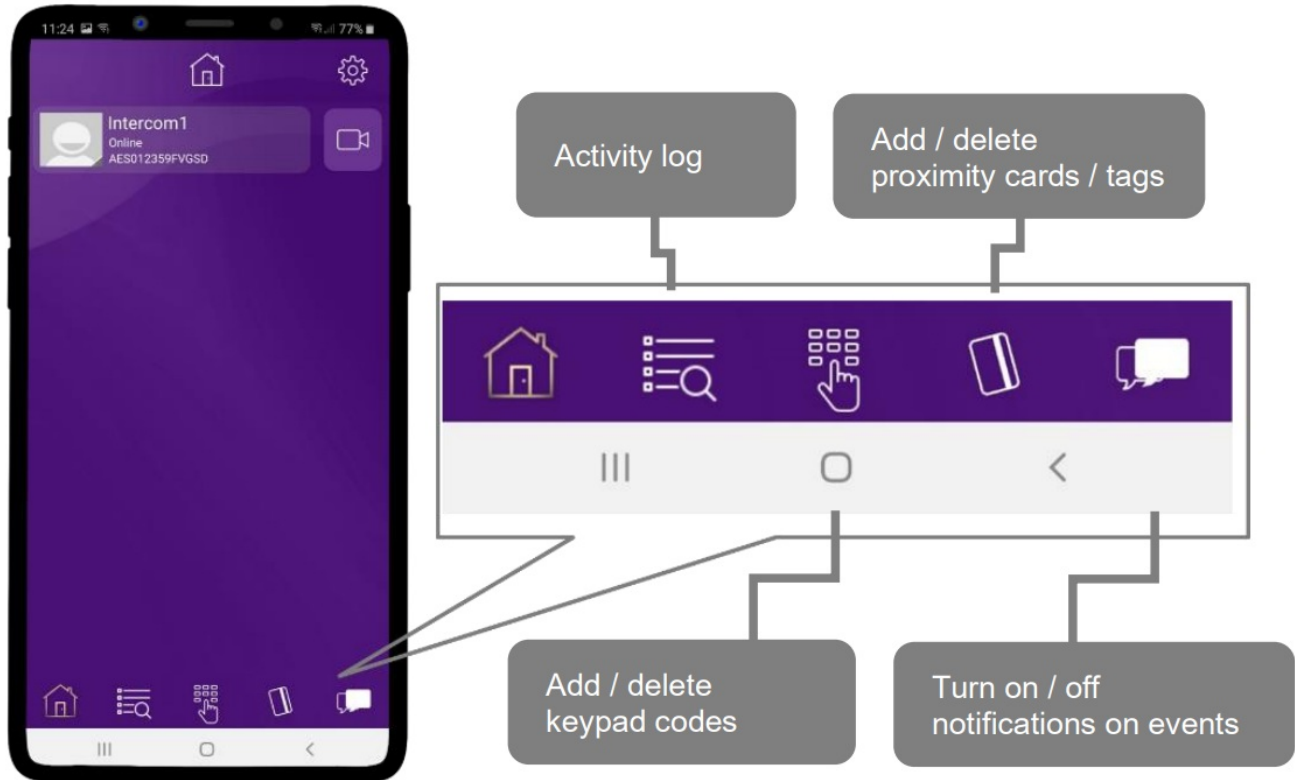 11:24
77%
Intercom1
Online
AES012359FVGSD
Activity log
Add / delete
proximity cards / tags
Add / delete
keypad codes
Turn on / off
notifications on events